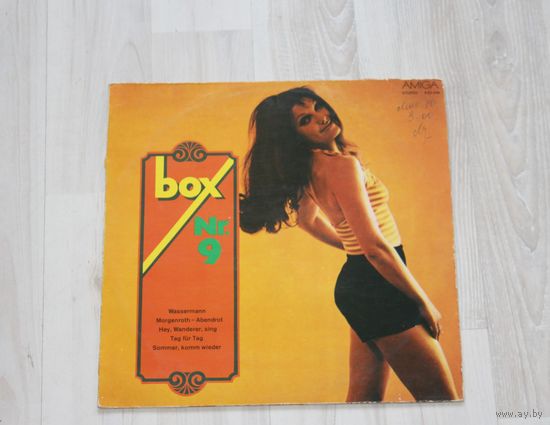 AMIGA
STEREO
box
Nr.
9
Wassermann
Morgenroth - Abendrot
Hey, Wanderer, sing
Tag für Tag
Sommer, komm wieder
© www.ay.by